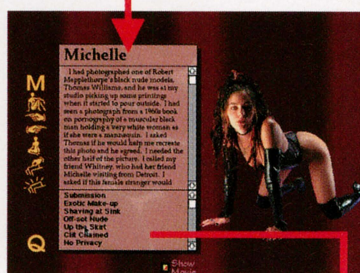 Michelle
I had photographed one of Robert
Mapplethorpe's black nude models,
Thomas Williams, and he was at my
studio picking up some printings
when it started to pour outside. I had
seen a photograph from a 1960s book
on pornography of a muscular black
man holding a very white woman as
if she were a mannequin. I asked
Thomas if he would help me recreate
this photo and he agreed. I needed the
other half of the picture. I called my
friend Whitney, who had her friend
Michelle visiting from Detroit. I
asked if this female stranger would
Submission
Exotic Make-up
Shaving at Sink
Off-set Nude
Up the Skirt
Clit Chained
No Privacy
M
Q
Show
Movie